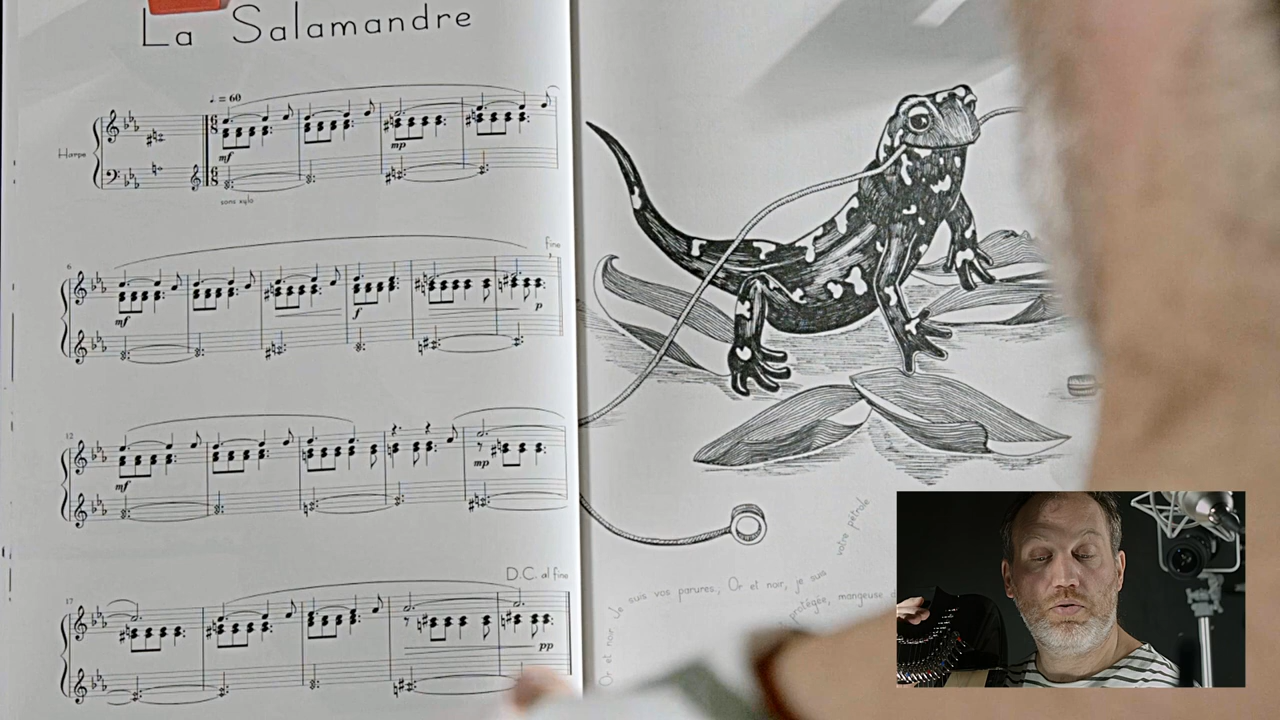 La Salamandre
♩ = 60
Harpe
mf
mp
sons xylo
6
fine
mf
f
p
12
mf
mp
D.C. al fine
17
pp
votre pétrole
Or et noir Je suis vos parures, Or et noir, je suis
protégée, mangeuse